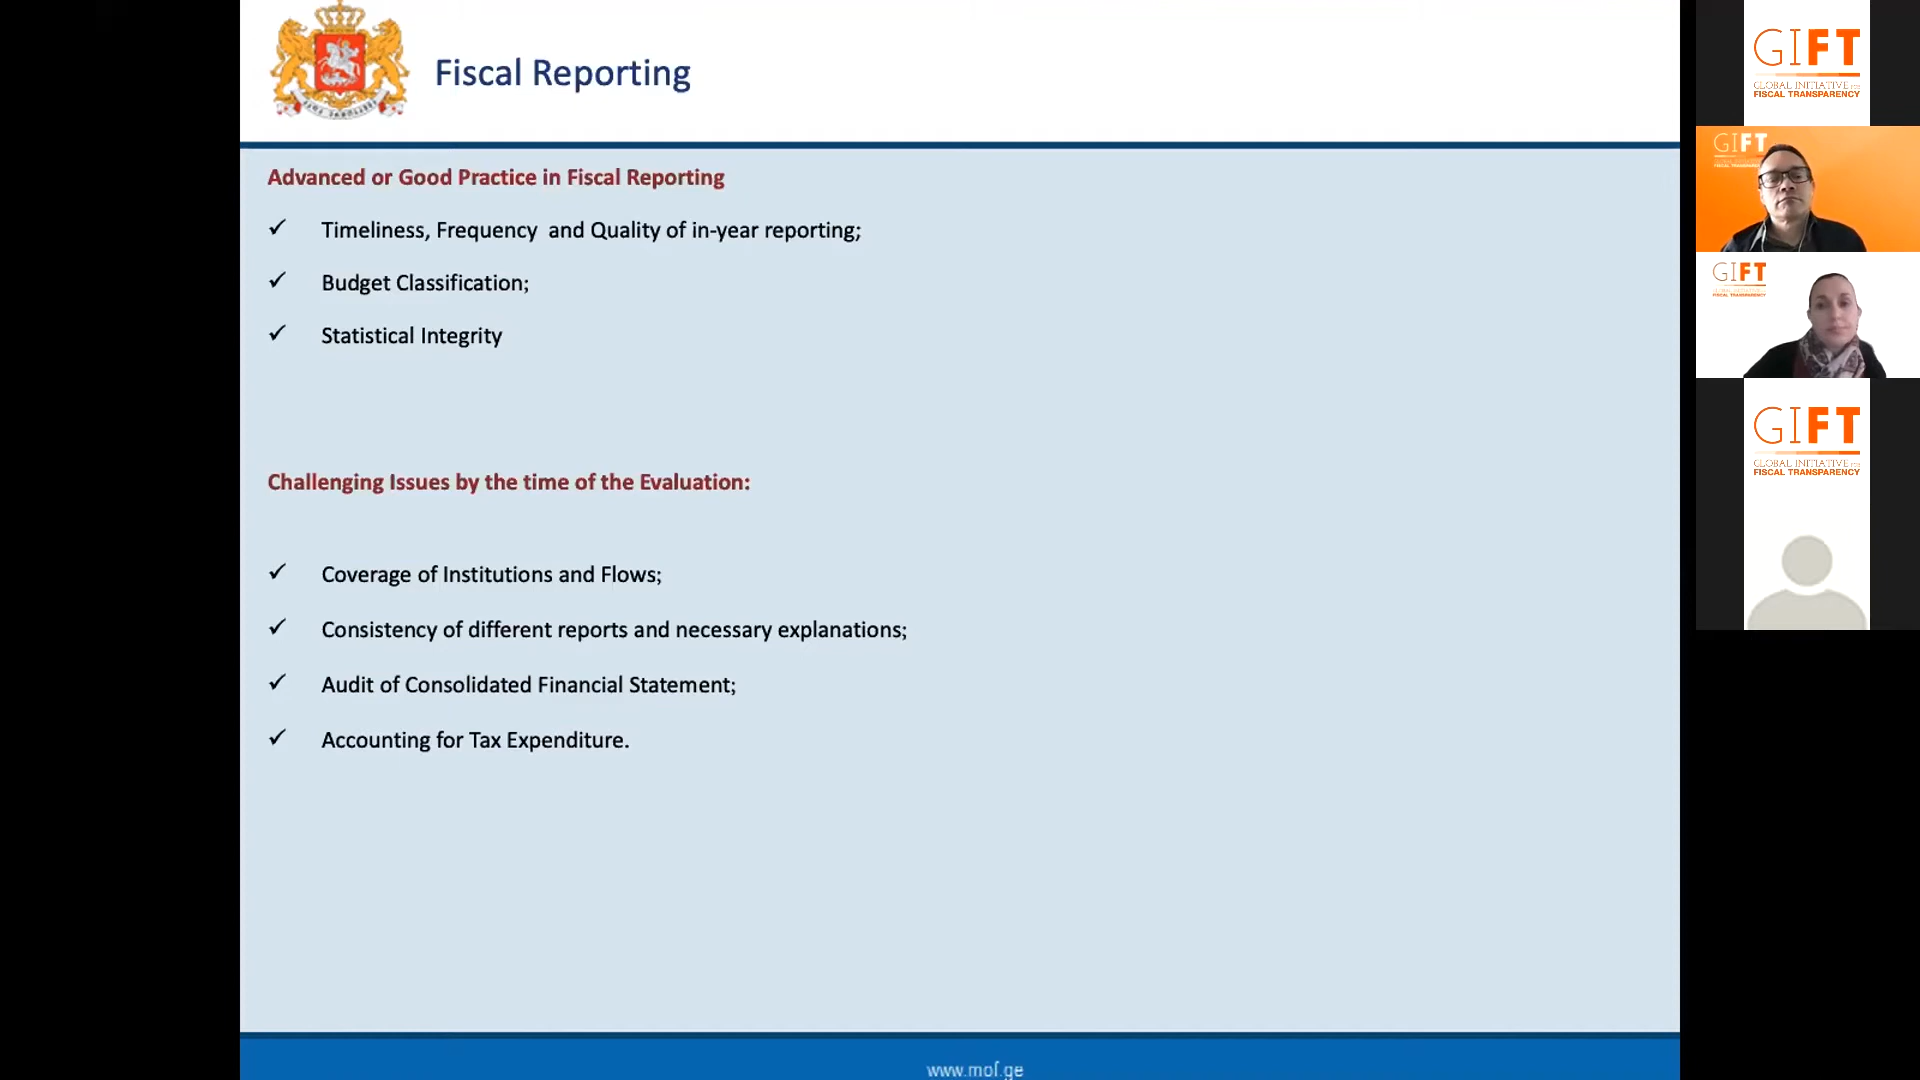 Fiscal Reporting
Advanced or Good Practice in Fiscal Reporting
✓ Timeliness, Frequency and Quality of in-year reporting;
✓ Budget Classification;
✓ Statistical Integrity
Challenging Issues by the time of the Evaluation:
✓ Coverage of Institutions and Flows;
✓ Consistency of different reports and necessary explanations;
✓ Audit of Consolidated Financial Statement;
✓ Accounting for Tax Expenditure.
www.mof.ge
GIFT
GLOBAL INITIATIVE FOR
FISCAL TRANSPARENCY
GIFT
GIFT
FISCAL TRANSPARENCY
GIFT
GLOBAL INITIATIVE FOR
FISCAL TRANSPARENCY